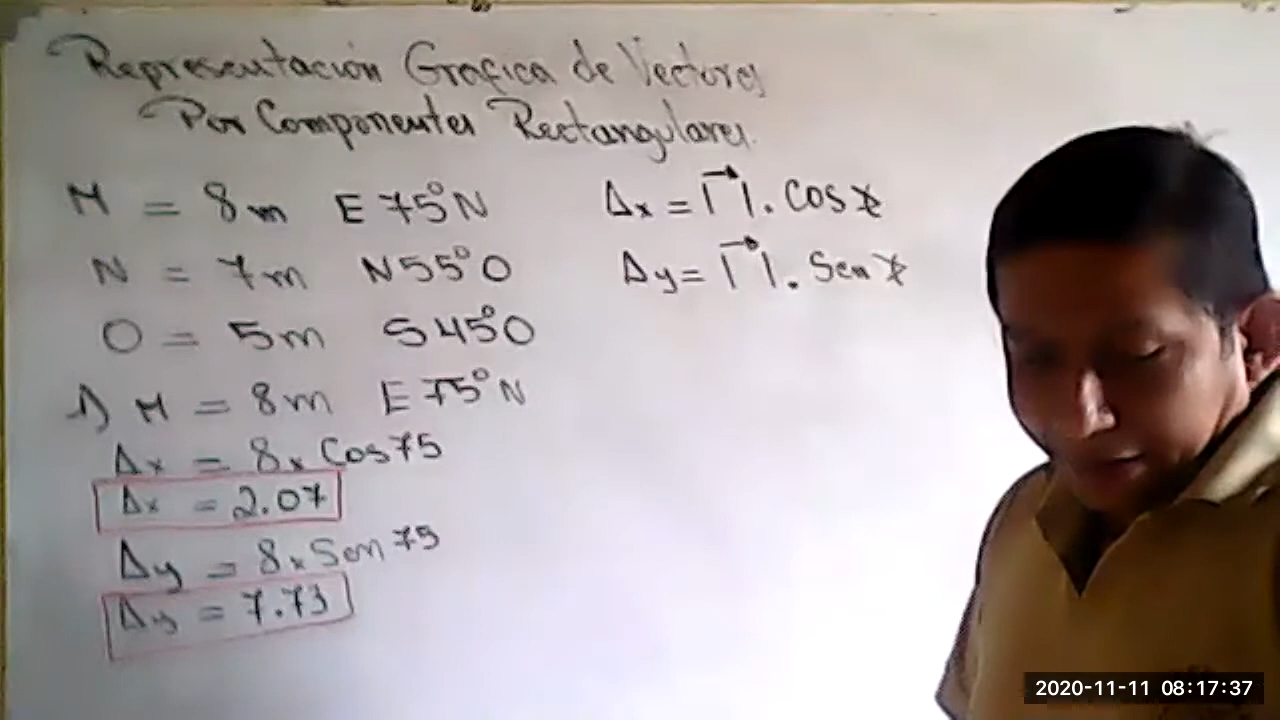 Representación Grafica de Vectores
Por Componentes Rectangulares.
M = 8m E 75° N
Δx = | |. Cos x
N = 7m N 55° O
Δy = | |. Sen x
O = 5m S 45° O
1) M = 8m E 75° N
Δx = 8 x Cos 75
Δx = 2.07
Δy = 8 x Sen 75
Δy = 7.73
2020-11-11 08:17:37